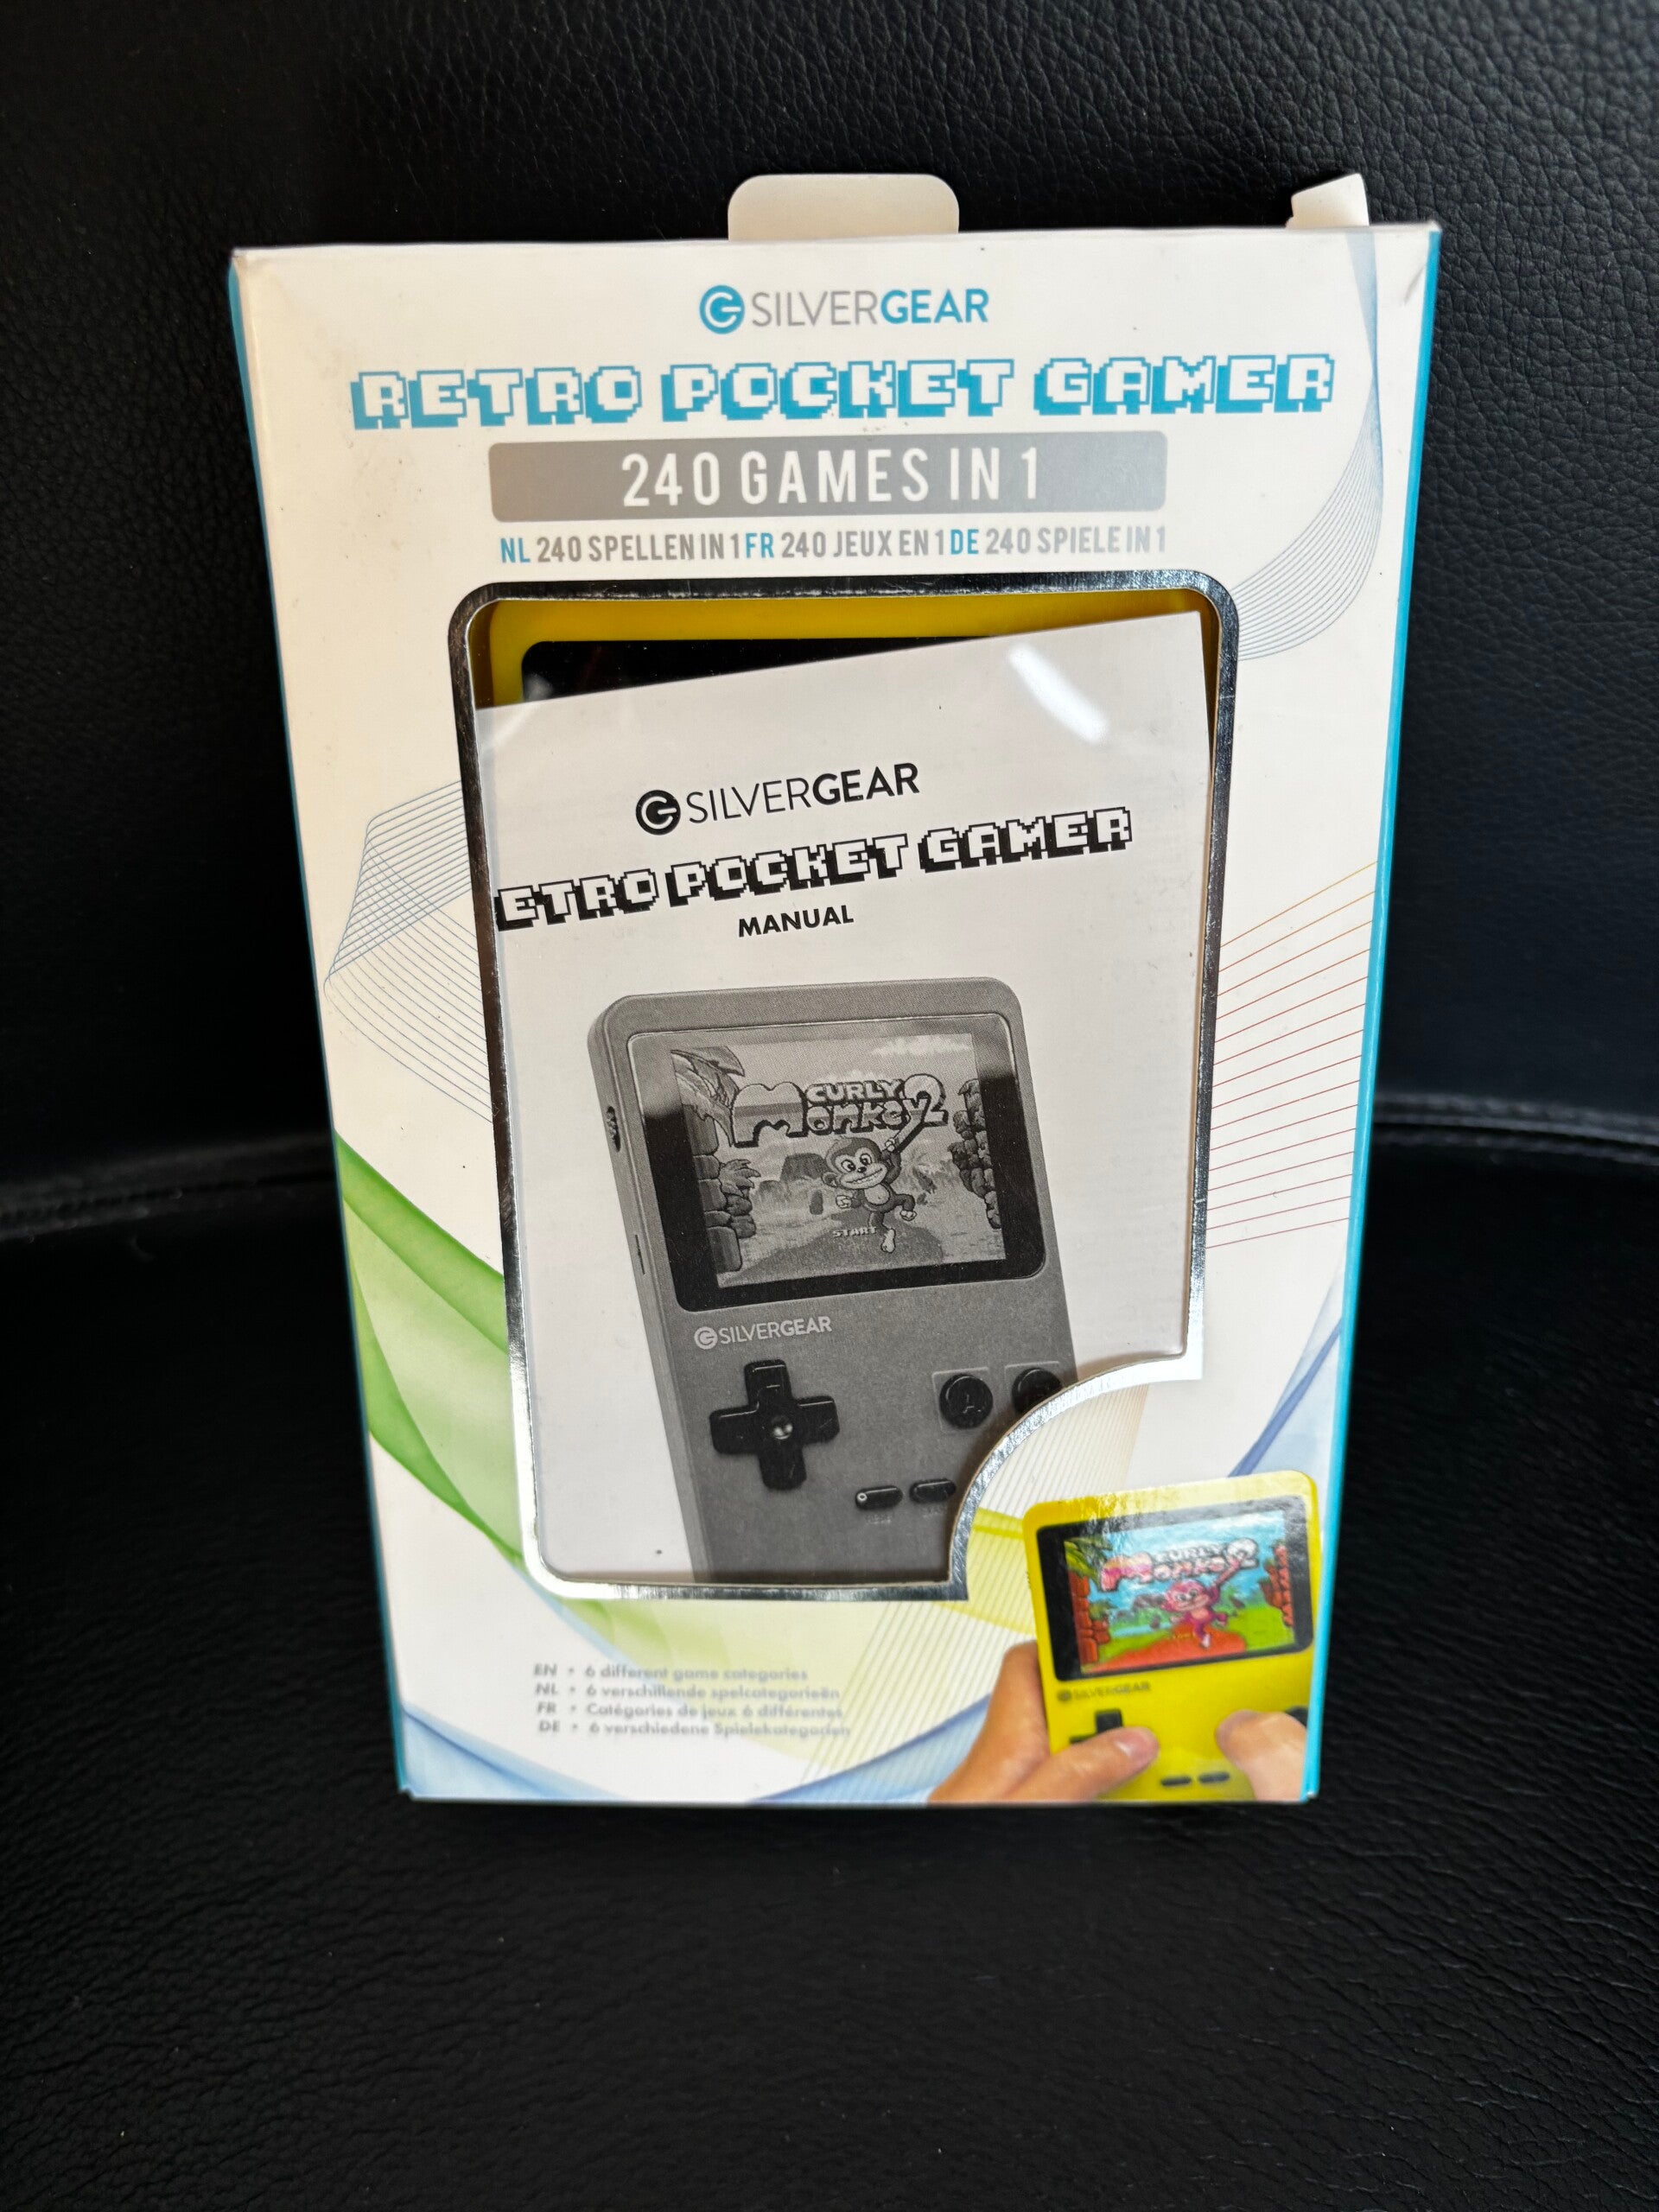 SILVERGEAR
RETRO POCKET GAMER
240 GAMES IN 1
NL 240 SPELLEN IN 1 FR 240 JEUX EN 1 DE 240 SPIELE IN 1
SILVERGEAR
ETRO POCKET GAMER
MANUAL
CURLY
Monkey 2
START
SILVERGEAR
A
CURLY
Monkey 2
SILVERGEAR
EN • 6 different game categories
NL • 6 verschillende spelcategorieën
FR • Catégories de jeux 6 différentes
DE • 6 verschiedene Spielekategorien